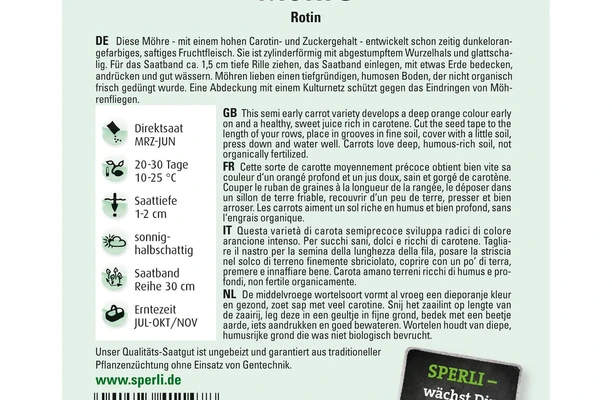 Rotin
DE Diese Möhre - mit einem hohen Carotin- und Zuckergehalt - entwickelt schon zeitig dunkeloran-
gefarbiges, saftiges Fruchtfleisch. Sie ist zylinderförmig mit abgestumpftem Wurzelhals und glattscha-
lig. Für das Saatband ca. 1,5 cm tiefe Rille ziehen, das Saatband einlegen, mit etwas Erde bedecken,
andrücken und gut wässern. Möhren lieben einen tiefgründigen, humosen Boden, der nicht organisch
frisch gedüngt wurde. Eine Abdeckung mit einem Kulturnetz schützt gegen das Eindringen von Möh-
renfliegen.
Direktsaat
MRZ-JUN
20-30 Tage
10-25 °C
Saattiefe
1-2 cm
sonnig-
halbschattig
Saatband
Reihe 30 cm
Erntezeit
JUL-OKT/NOV
GB This semi early carrot variety develops a deep orange colour early
on and a healthy, sweet juice rich in carotene. Cut the seed tape to the
length of your rows, place in grooves in fine soil, cover with a little soil,
press down and water well. Carrots love deep, humous-rich soil, not
organically fertilized.
FR Cette sorte de carotte moyennement précoce obtient bien vite sa
couleur d'un orangé profond et un jus doux, sain et gorgé de carotène.
Couper le ruban de graines à la longueur de la rangée, le déposer dans
un sillon de terre friable, recouvrir d'un peu de terre, presser et bien
arroser. Les carottes aiment un sol riche en humus et bien profond, sans
l'engrais organique.
IT Questa varietà di carota semiprecoce sviluppa radici di colore
arancione intenso. Per succhi sani, dolci e ricchi di carotene. Taglia-
re il nastro per la semina della lunghezza della fila, posare la striscia
nel solco di terreno finemente sbriciolato, coprire con un po' di terra,
premere e innaffiare bene. Carota amano terreni ricchi di humus e pro-
fondi, non fertile organicamente.
NL De middelvroege wortelsoort vormt al vroeg een dieporanje kleur
en gezond, zoet sap met veel carotine. Snij het zaailint op lengte van
de zaairij, leg deze in een geultje in fijne grond, bedek met een beetje
aarde, iets aandrukken en goed bewateren. Wortelen houdt van diepe,
humusrijke grond die was niet biologisch bevrucht.
Unser Qualitäts-Saatgut ist ungebeizt und garantiert aus traditioneller
Pflanzenzüchtung ohne Einsatz von Gentechnik.
www.sperli.de
SPERLI –
wächst Die